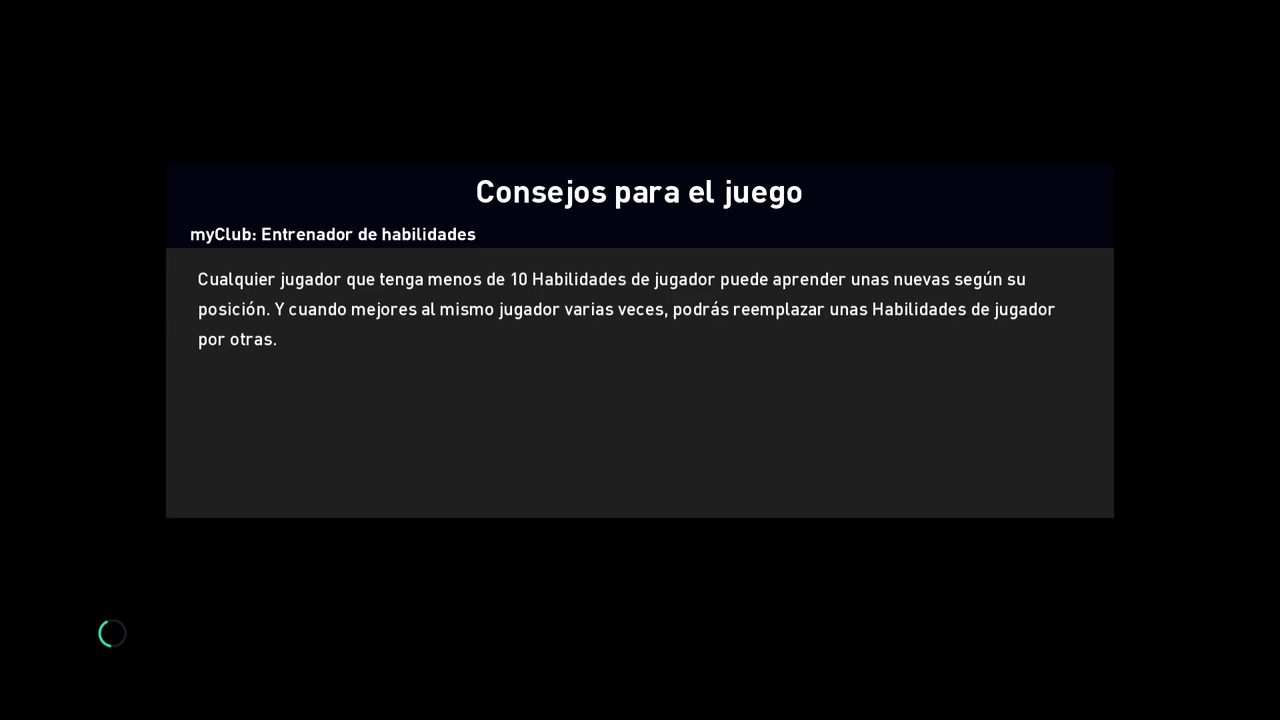 Consejos para el juego
myClub: Entrenador de habilidades
Cualquier jugador que tenga menos de 10 Habilidades de jugador puede aprender unas nuevas según su
posición. Y cuando mejores al mismo jugador varias veces, podrás reemplazar unas Habilidades de jugador
por otras.